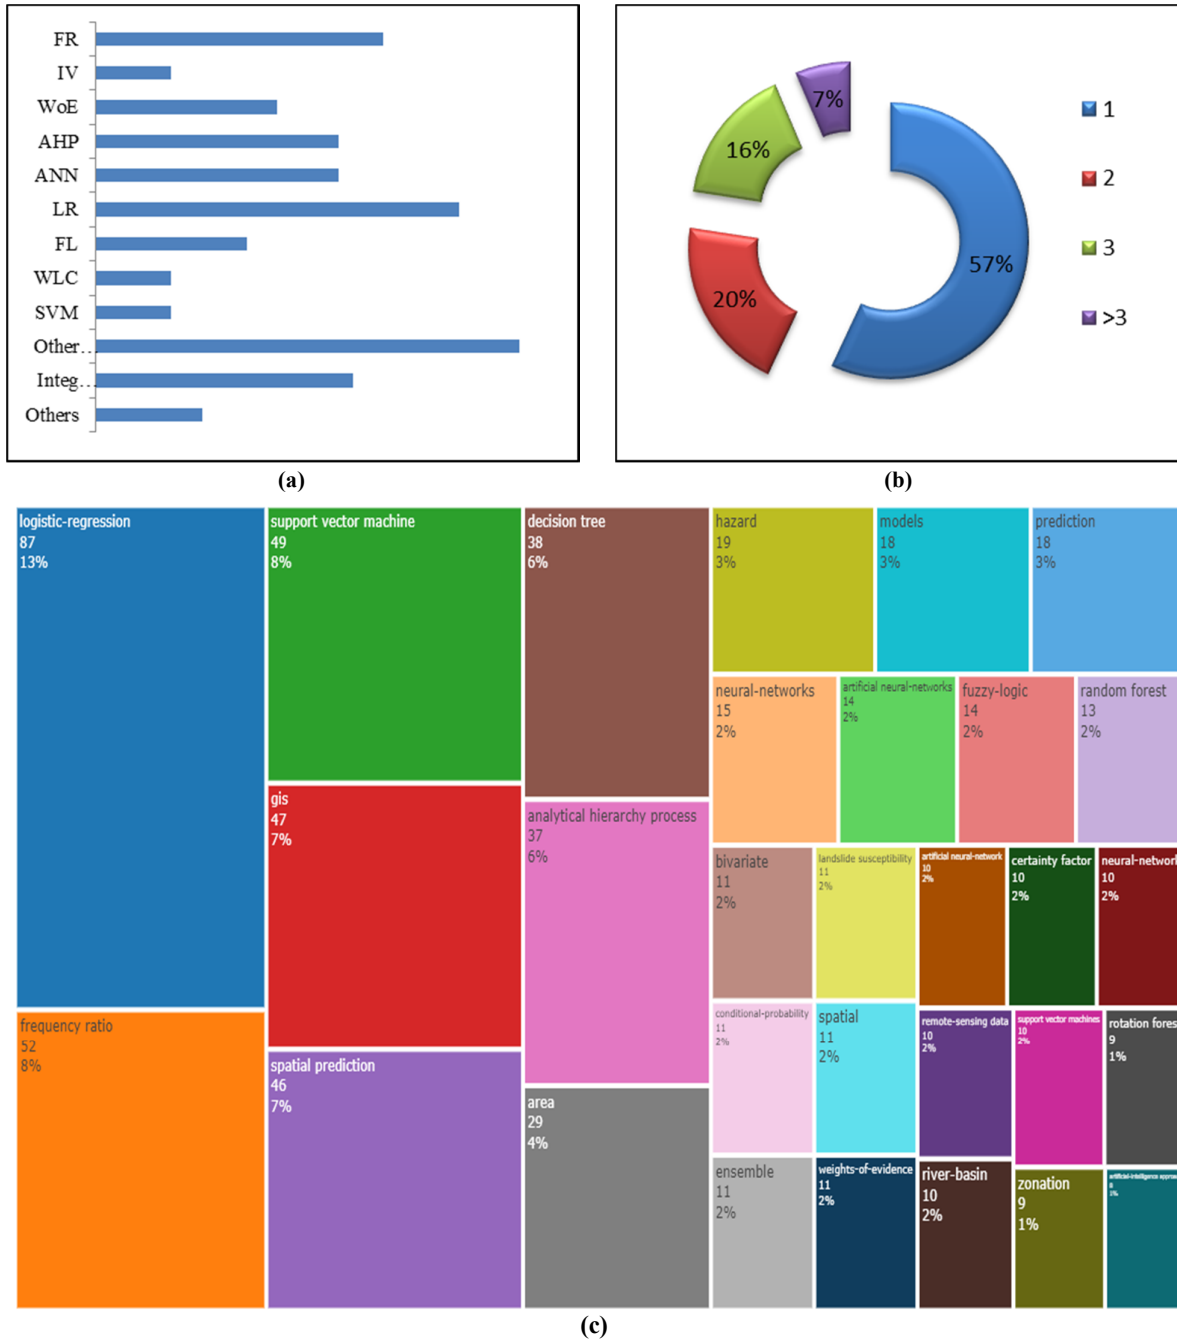 FR
IV
WoE
AHP
ANN
LR
FL
WLC
SVM
Other...
Integ...
Others
(a)
7%
16%
20%
57%
1
2
3
>3
(b)
logistic-regression
87
13%
frequency ratio
52
8%
support vector machine
49
8%
gis
47
7%
spatial prediction
46
7%
decision tree
38
6%
analytical hierarchy process
37
6%
area
29
4%
hazard
19
3%
models
18
3%
prediction
18
3%
neural-networks
15
2%
artificial neural-networks
14
2%
fuzzy-logic
14
2%
random forest
13
2%
bivariate
11
2%
landslide susceptibility
11
2%
artificial neural-network
10
2%
certainty factor
10
2%
neural-network
10
2%
conditional-probability
11
2%
spatial
11
2%
remote-sensing data
10
2%
support vector machines
10
2%
rotation fores
9
1%
ensemble
11
2%
weights-of-evidence
11
2%
river-basin
10
2%
zonation
9
1%
artificial-intelligence approa
8
1%
(c)